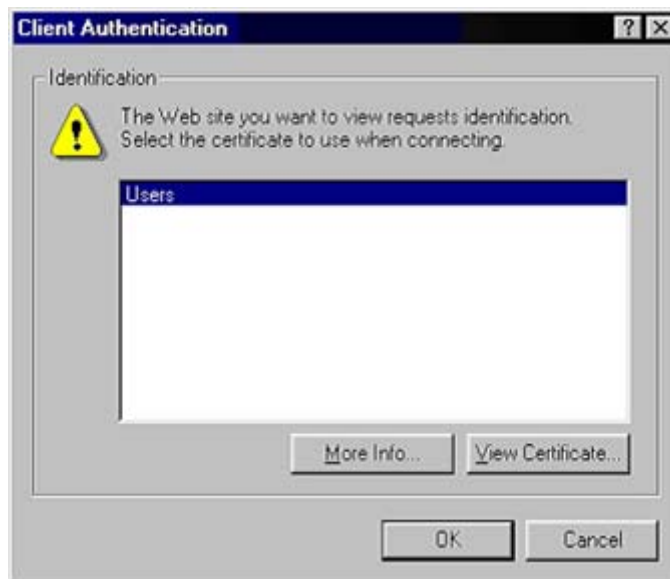 Client Authentication
Identification
The Web site you want to view requests identification.
Select the certificate to use when connecting.
Users
More Info...
View Certificate...
OK
Cancel